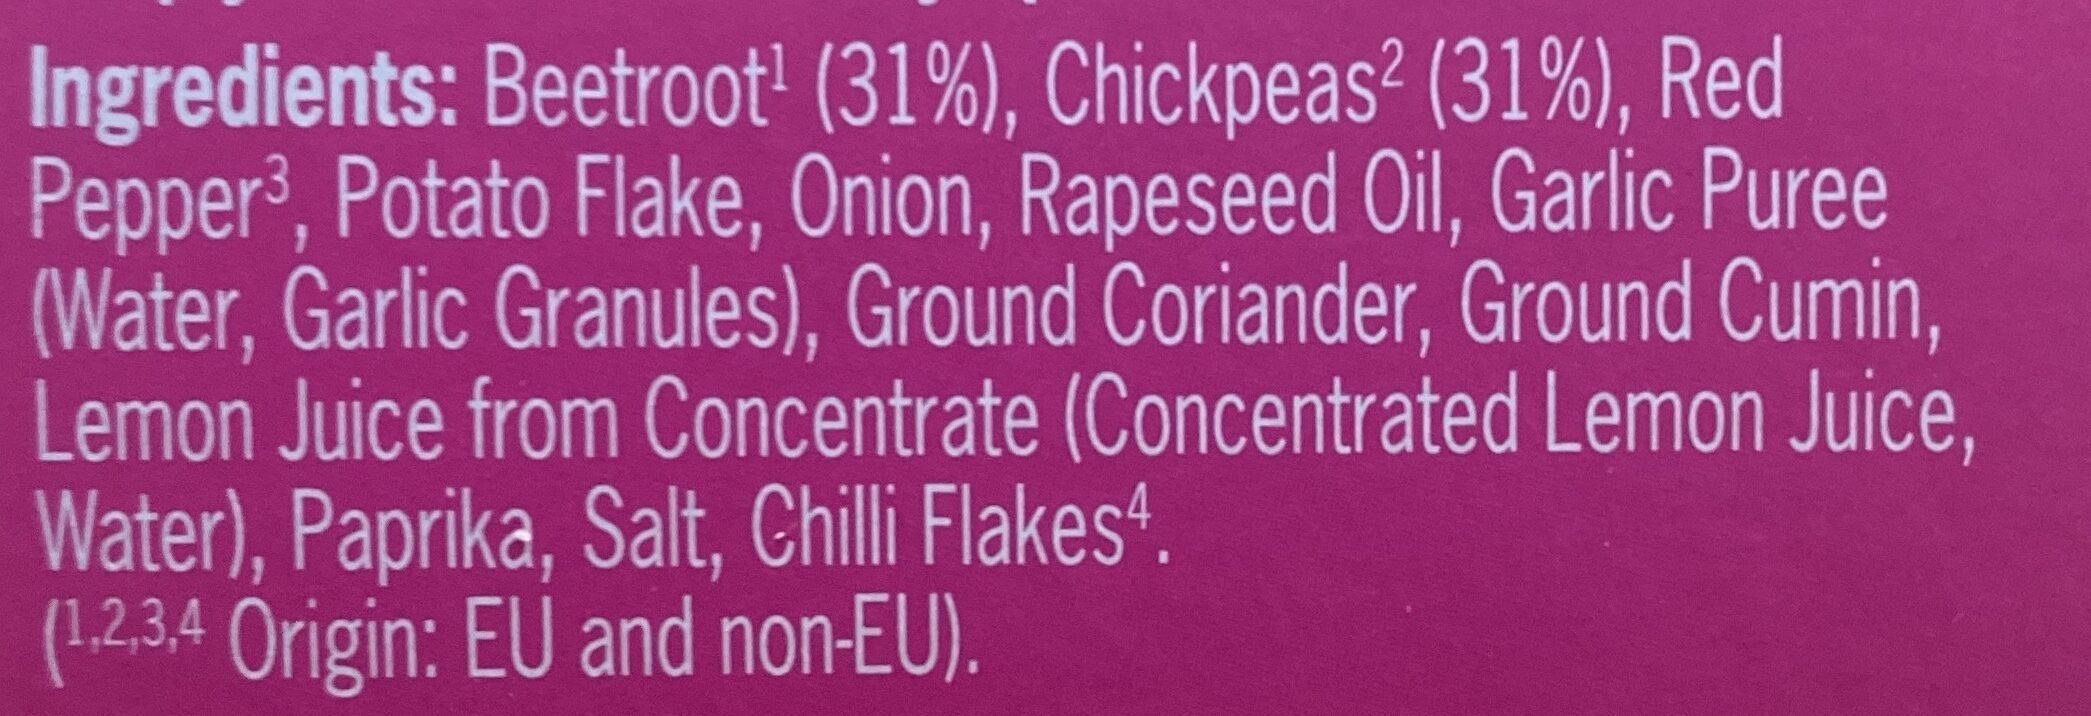 Ingredients: Beetroot¹ (31%), Chickpeas² (31%), Red
Pepper³, Potato Flake, Onion, Rapeseed Oil, Garlic Puree
(Water, Garlic Granules), Ground Coriander, Ground Cumin,
Lemon Juice from Concentrate (Concentrated Lemon Juice,
Water), Paprika, Salt, Chilli Flakes⁴.
(¹,²,³,⁴ Origin: EU and non-EU).